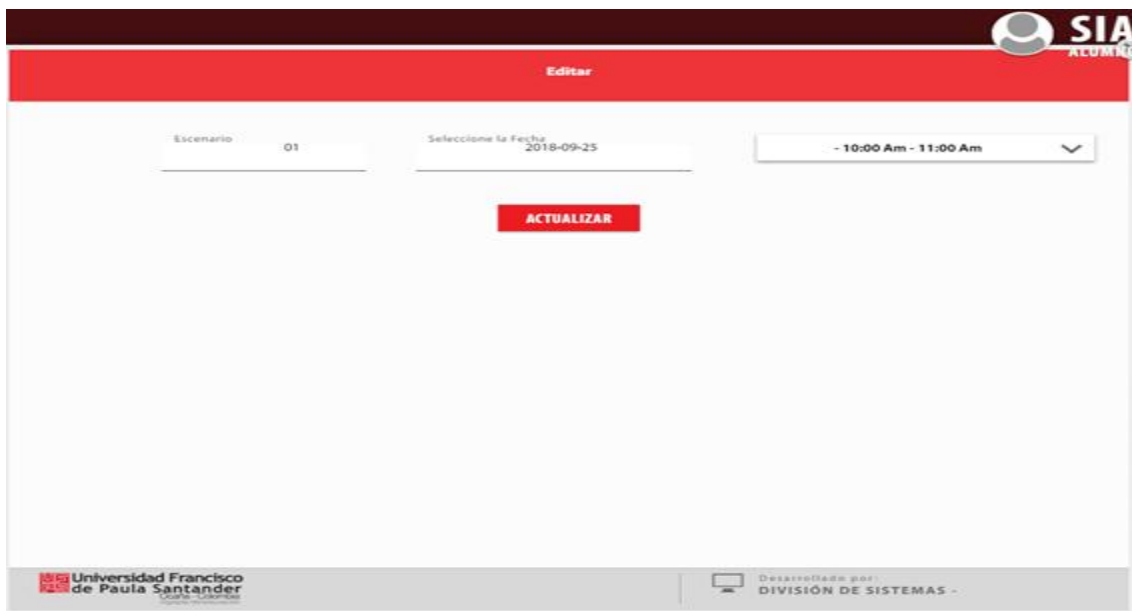 SIA
ALUMN
Editar
Escenario
01
Seleccione la Fecha
2018-09-25
- 10:00 Am - 11:00 Am
ACTUALIZAR
Universidad Francisco
de Paula Santander
Ocaña - Colombia
Desarrollado por:
DIVISIÓN DE SISTEMAS -